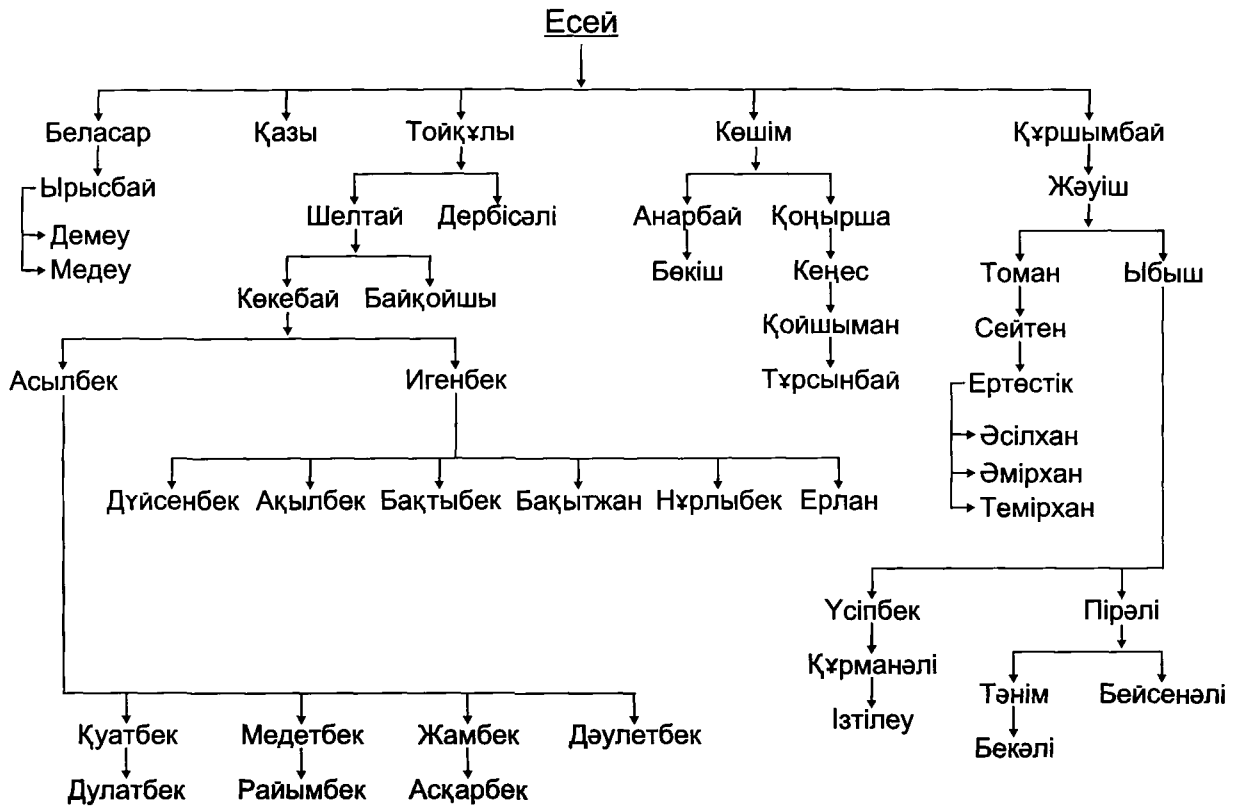 Есей
Беласар Қазы Тойқұлы Көшім Құршымбай
Ырысбай Жәуіш
Шелтай Дербісәлі Анарбай Қоңырша
Демеу
Медеу Бөкіш Кеңес Томан Ыбыш
Көкебай Байқойшы
Қойшыман Сейтен
Асылбек Игенбек Тұрсынбай Ертөстік
Әсілхан
Әмірхан
Дүйсенбек Ақылбек Бақтыбек Бақытжан Нұрлыбек Ерлан Темірхан
Үсіпбек Пірәлі
Құрманәлі
Тәнім Бейсенәлі
Ізтілеу
Қуатбек Медетбек Жамбек Дәулетбек Бекәлі
Дулатбек Райымбек Асқарбек